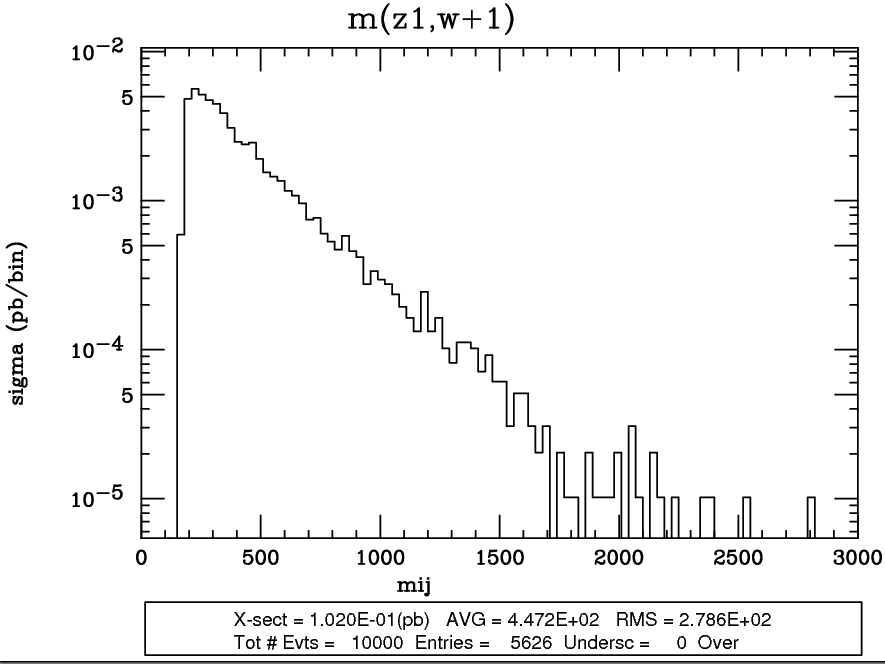 m(z1,w+1)
10−2
5
10−3
5
10−4
5
10−5
sigma (pb/bin)
0 500 1000 1500 2000 2500 3000
mij
X-sect = 1.020E-01(pb) AVG = 4.472E+02 RMS = 2.786E+02
Tot # Evts = 10000 Entries = 5626 Undersc = 0 Over